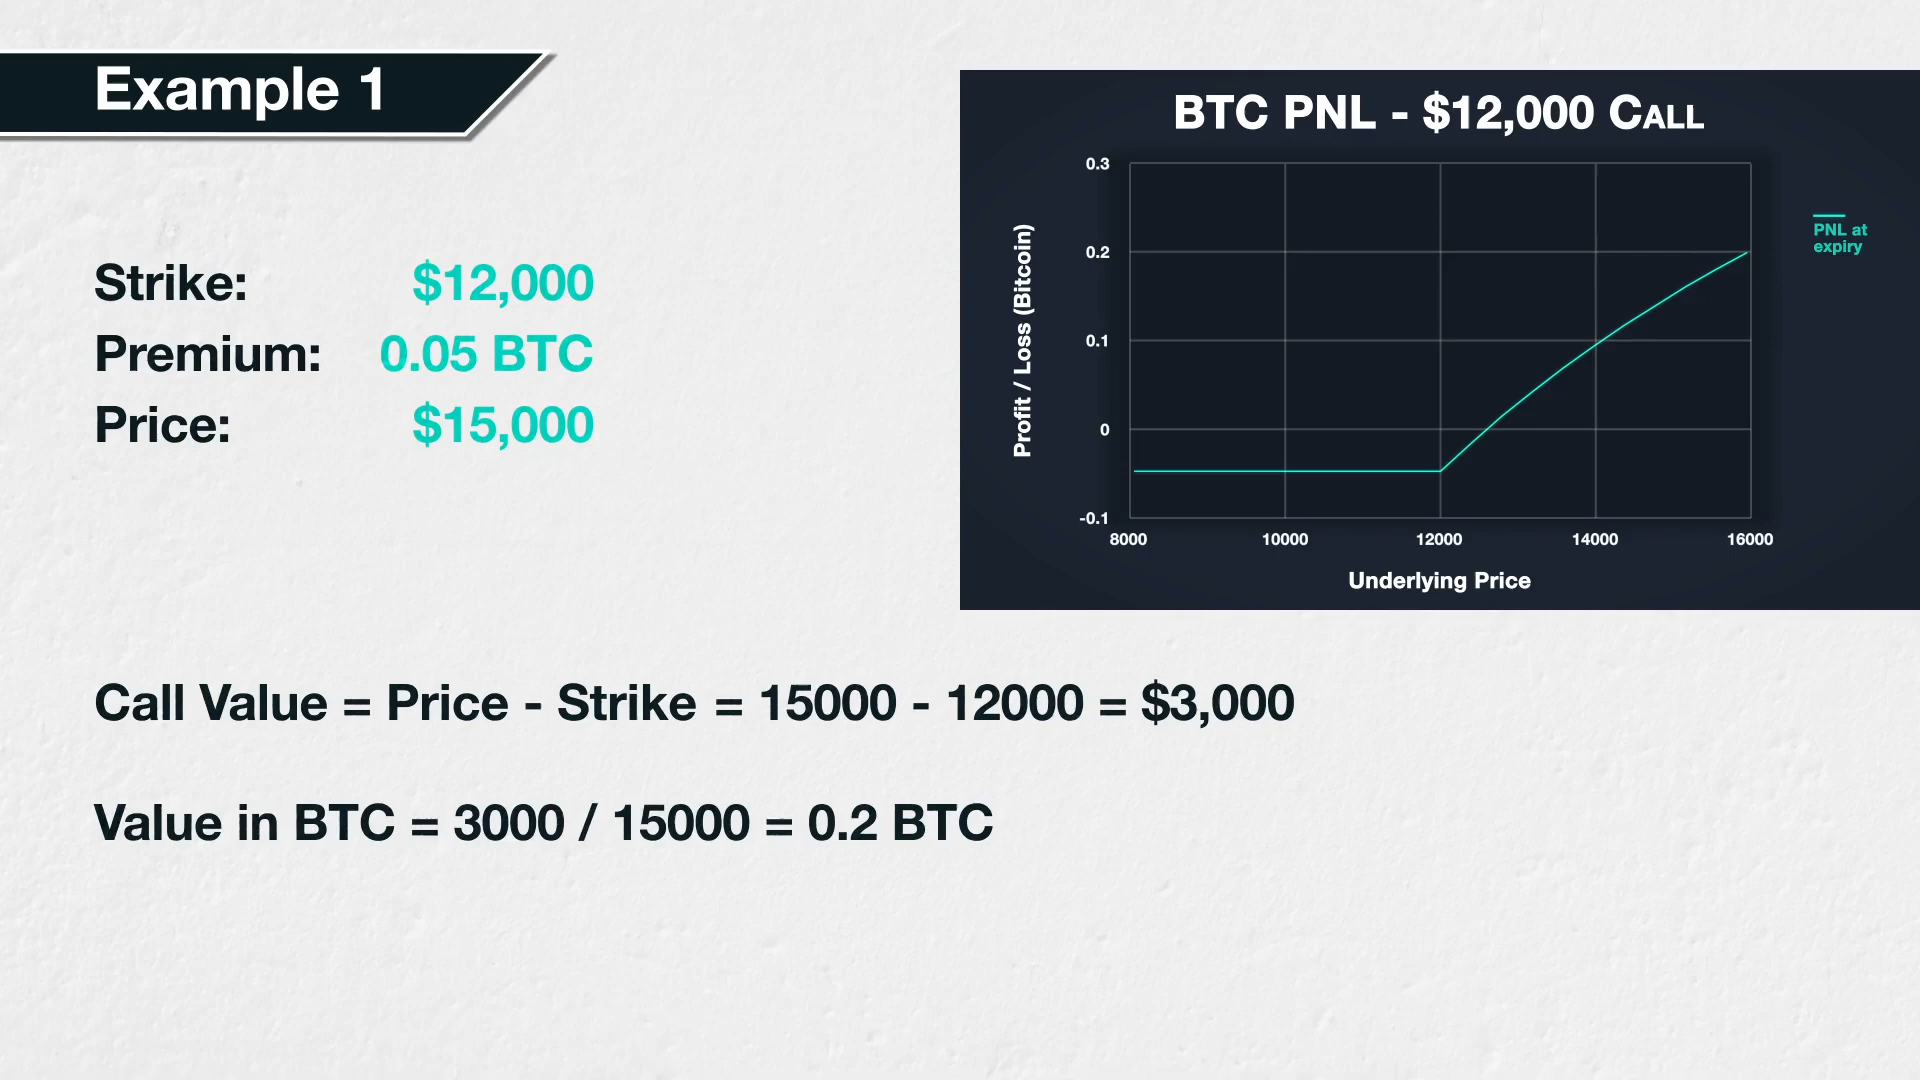 Example 1
Strike: $12,000
Premium: 0.05 BTC
Price: $15,000
BTC PNL - $12,000 CALL
0.3
0.2
0.1
0
-0.1
Profit / Loss (Bitcoin)
8000 10000 12000 14000 16000
Underlying Price
PNL at
expiry
Call Value = Price - Strike = 15000 - 12000 = $3,000
Value in BTC = 3000 / 15000 = 0.2 BTC